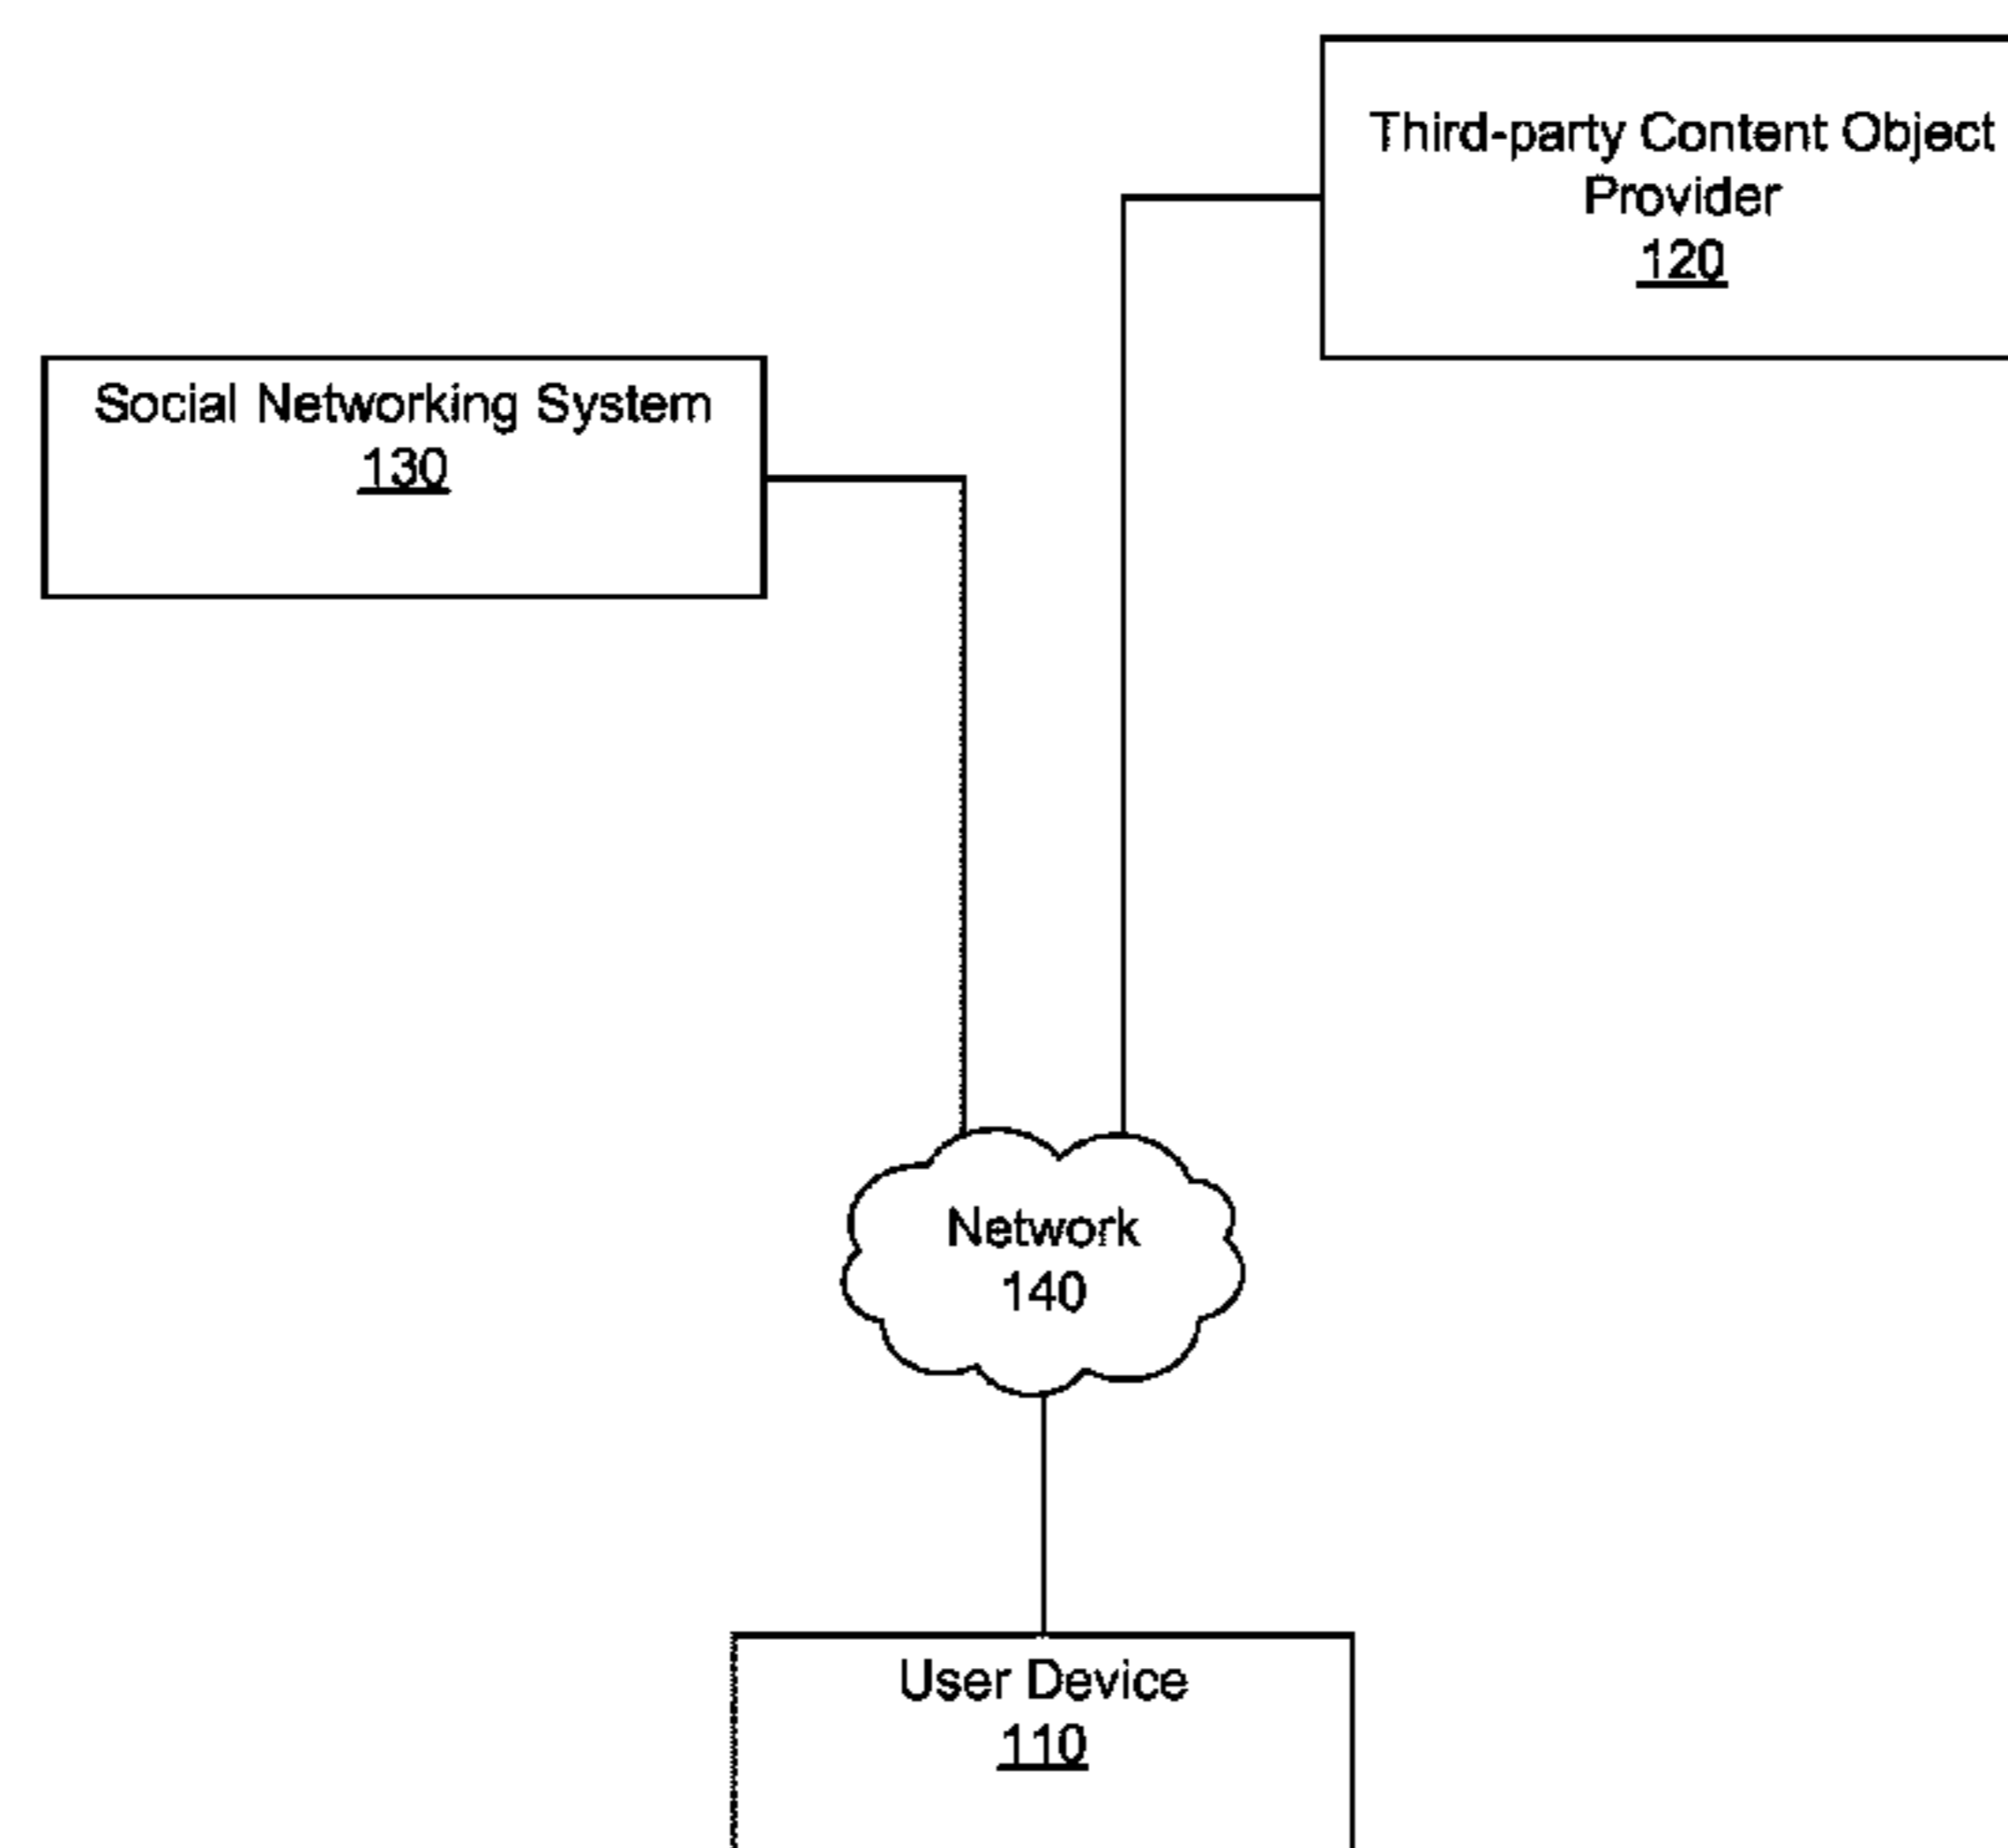 Third-party Content Object
Provider
120
Social Networking System
130
Network
140
User Device
110